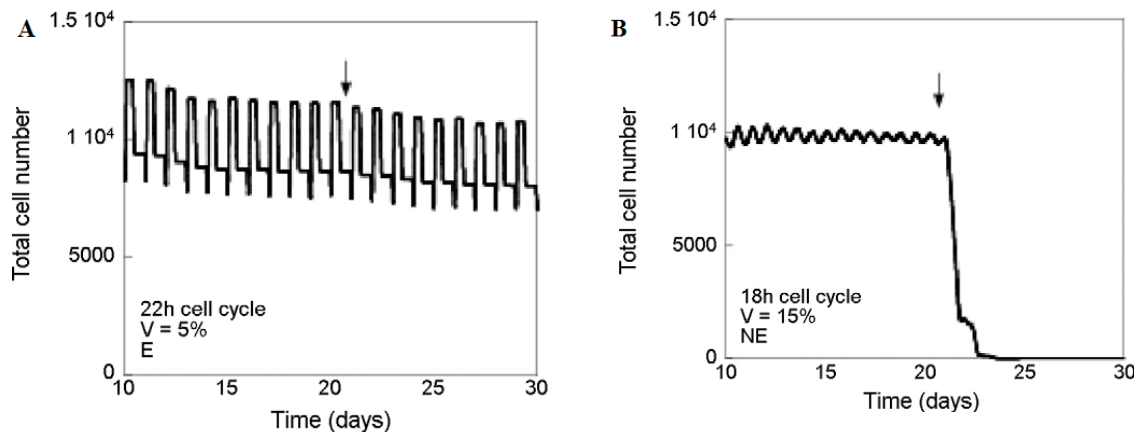 A
Total cell number
1.5 10⁴
1 10⁴
5000
0
22h cell cycle
V = 5%
E
10 15 20 25 30
Time (days)
B
Total cell number
1.5 10⁴
1 10⁴
5000
0
18h cell cycle
V = 15%
NE
10 15 20 25 30
Time (days)